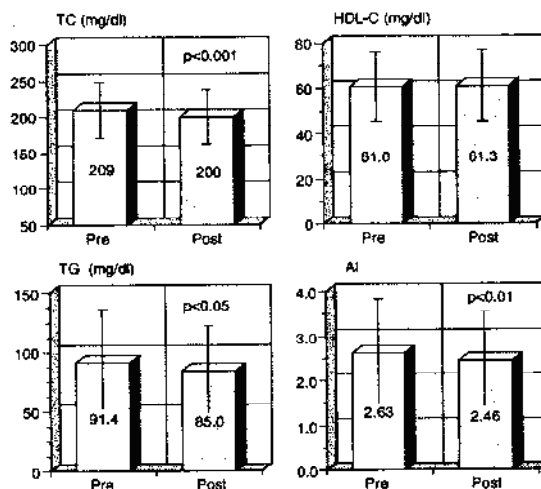 TC (mg/dl)
300
250
200
150
100
50
p<0.001
209
200
Pre
Post
HDL-C (mg/dl)
80
60
40
20
0
61.0
61.3
Pre
Post
TG (mg/dl)
150
100
50
0
p<0.05
91.4
85.0
Pre
Post
AI
4.0
3.0
2.0
1.0
0.0
p<0.01
2.63
2.46
Pre
Post